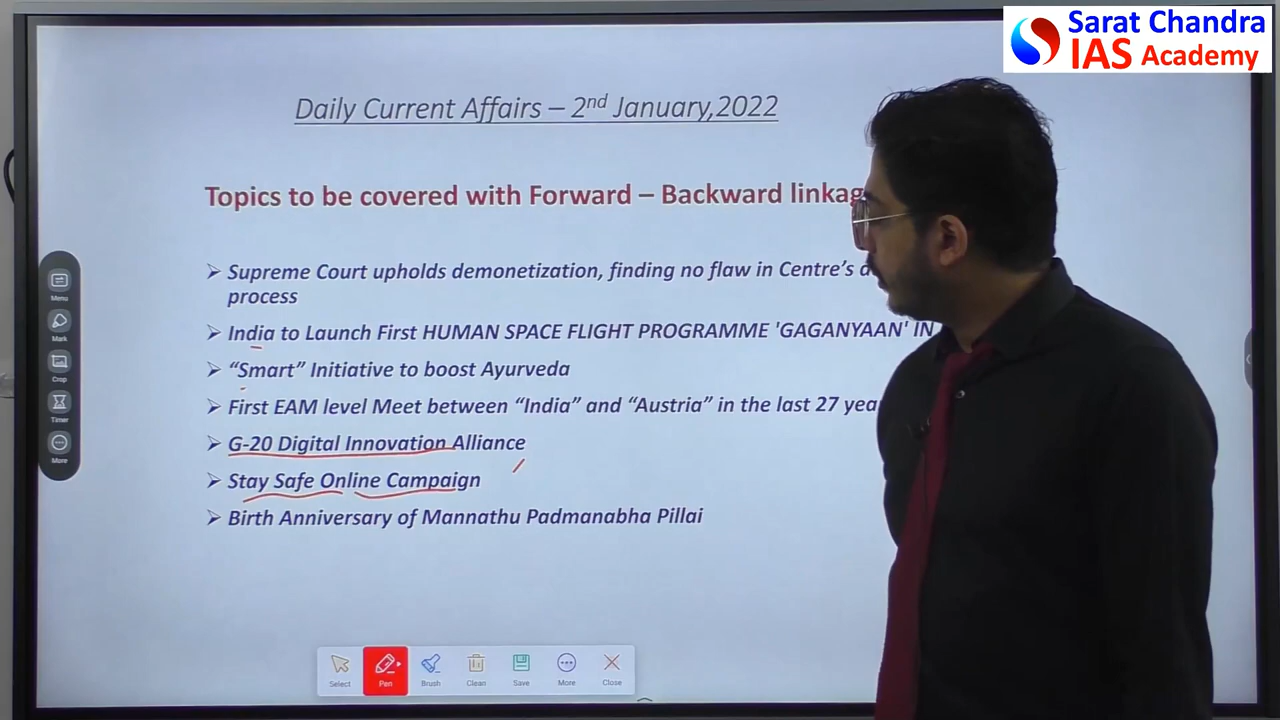 Sarat Chandra
IAS Academy
Daily Current Affairs – 2nd January,2022
Topics to be covered with Forward – Backward linkag
➢ Supreme Court upholds demonetization, finding no flaw in Centre's d
process
➢ India to Launch First HUMAN SPACE FLIGHT PROGRAMME 'GAGANYAAN' IN
➢ “Smart” Initiative to boost Ayurveda
➢ First EAM level Meet between “India” and “Austria” in the last 27 yea
➢ G-20 Digital Innovation Alliance
➢ Stay Safe Online Campaign
➢ Birth Anniversary of Mannathu Padmanabha Pillai
Menu
Mark
Crop
Timer
More
Select Pen Brush Clean Save More Close